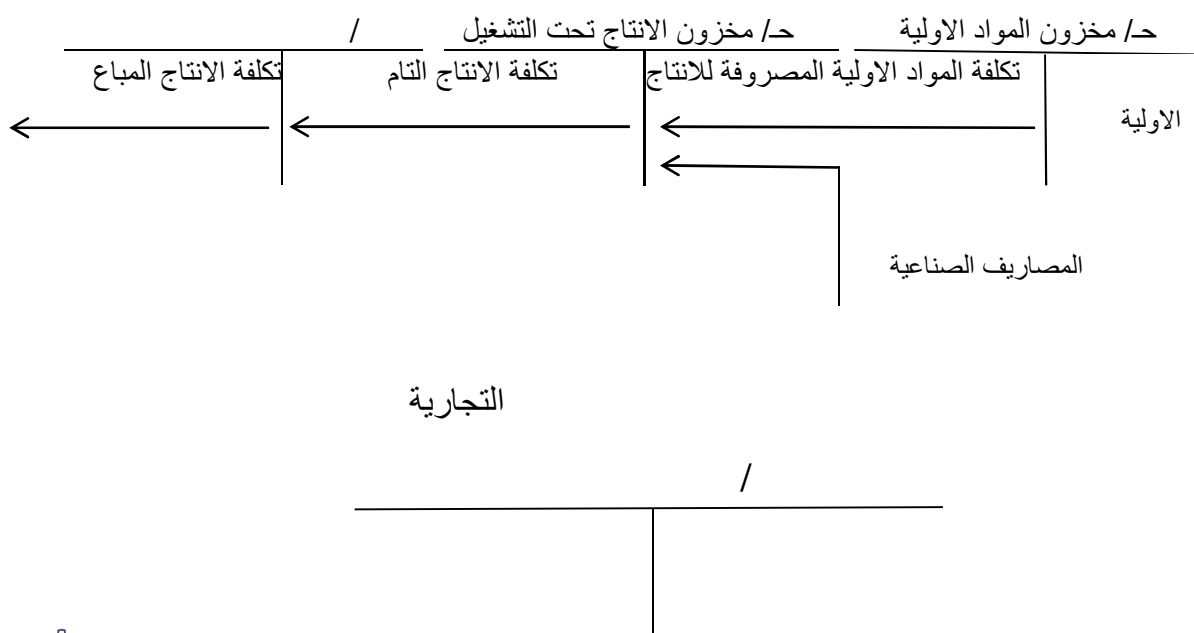 حـ/ مخزون المواد الاولية
حـ/ مخزون الانتاج تحت التشغيل
/
تكلفة المواد الاولية المصروفة للانتاج
تكلفة الانتاج التام
تكلفة الانتاج المباع
الاولية
المصاريف الصناعية
التجارية
/